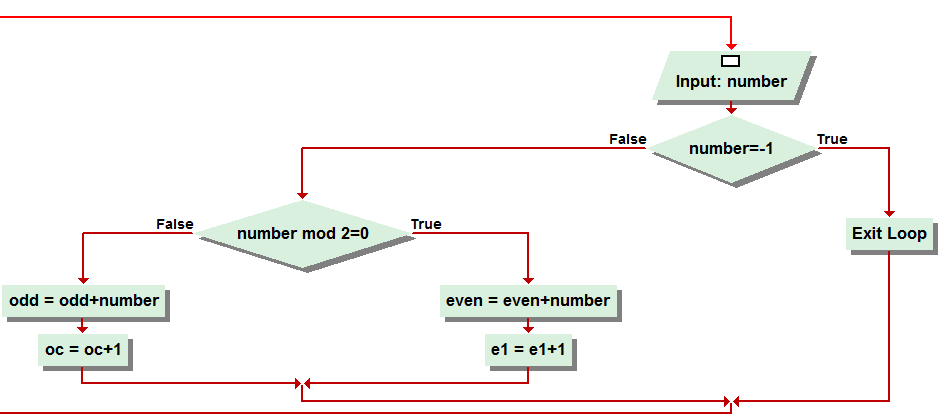 Input: number
number=-1
False
True
number mod 2=0
False
True
Exit Loop
odd = odd+number
even = even+number
oc = oc+1
e1 = e1+1